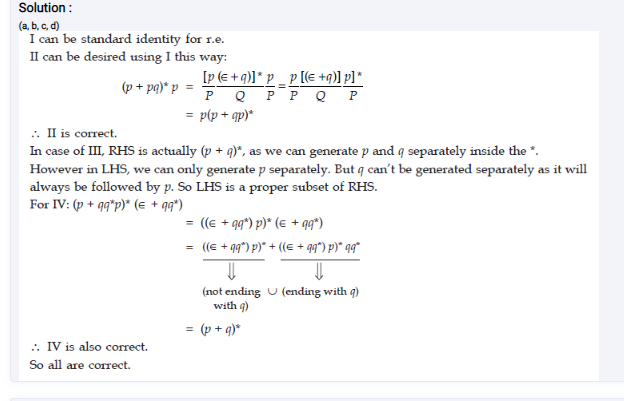 Solution :
(a, b, c, d)
I can be standard identity for r.e.
II can be desired using I this way:
(p + pq)* p = [p (∈ + q)]* p / P Q P = p [(∈ +q)] p]* / P Q P
= p(p + qp)*
∴ II is correct.
In case of III, RHS is actually (p + q)*, as we can generate p and q separately inside the *.
However in LHS, we can only generate p separately. But q can't be generated separately as it will
always be followed by p. So LHS is a proper subset of RHS.
For IV: (p + qq*p)* (∈ + qq*)
= ((∈ + qq*) p)* (∈ + qq*)
= ((∈ + qq*) p)* + ((∈ + qq*) p)* qq*
⇓ ⇓
(not ending ∪ (ending with q)
with q)
= (p + q)*
∴ IV is also correct.
So all are correct.